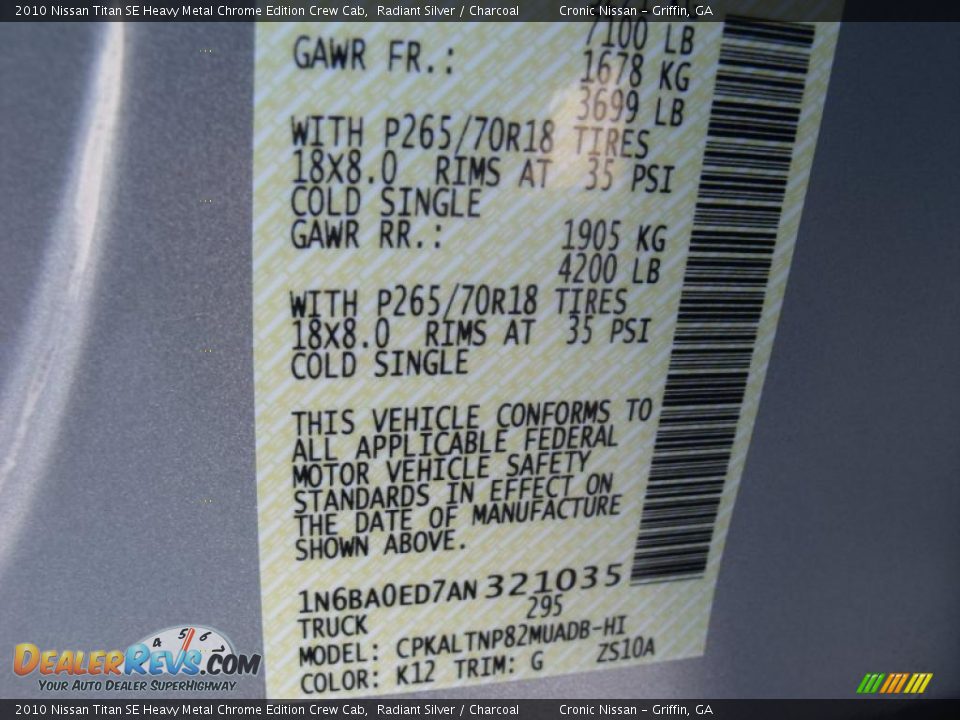 2010 Nissan Titan SE Heavy Metal Chrome Edition Crew Cab, Radiant Silver / Charcoal Cronic Nissan – Griffin, GA
7100 LB
GAWR FR.: 1678 KG
3699 LB
WITH P265/70R18 TIRES
18X8.0 RIMS AT 35 PSI
COLD SINGLE
GAWR RR.: 1905 KG
4200 LB
WITH P265/70R18 TIRES
18X8.0 RIMS AT 35 PSI
COLD SINGLE
THIS VEHICLE CONFORMS TO
ALL APPLICABLE FEDERAL
MOTOR VEHICLE SAFETY
STANDARDS IN EFFECT ON
THE DATE OF MANUFACTURE
SHOWN ABOVE.
1N6BA0ED7AN321035
295
TRUCK
MODEL: CPKALTNP82MUADB-HI
COLOR: K12 TRIM: G ZS10A
4 5 6
DEALERREVS.COM
YOUR AUTO DEALER SUPERHIGHWAY
2010 Nissan Titan SE Heavy Metal Chrome Edition Crew Cab, Radiant Silver / Charcoal Cronic Nissan – Griffin, GA